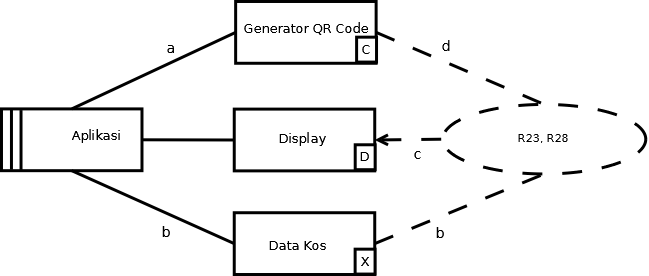 Generator QR Code
C
a
d
Aplikasi
Display
D
c
R23, R28
b
Data Kos
X
b